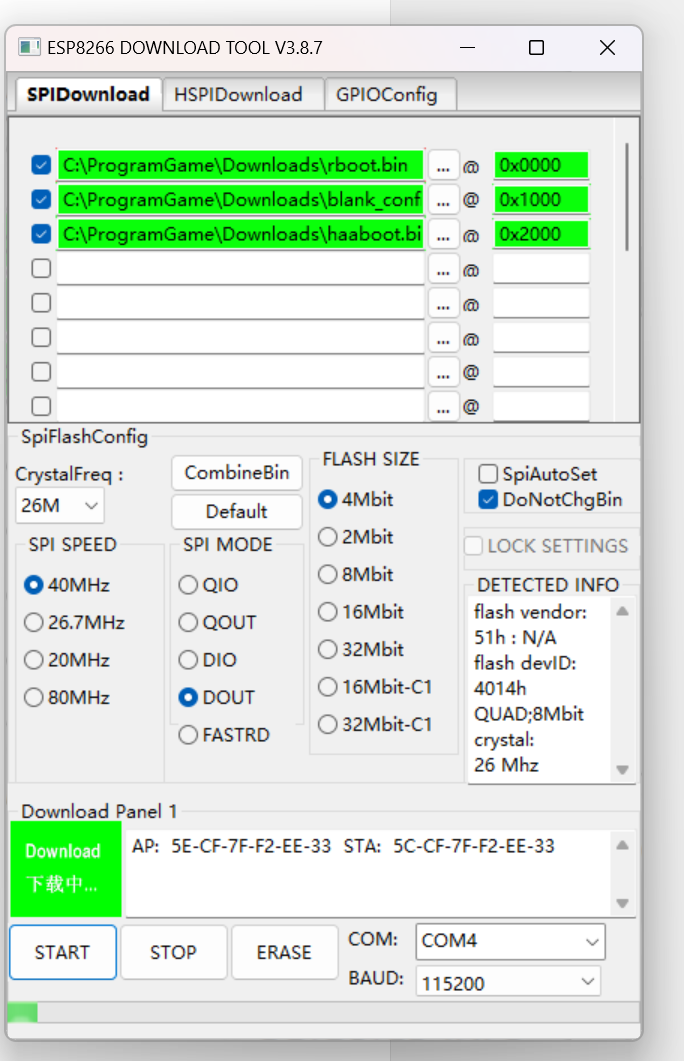 ESP8266 DOWNLOAD TOOL V3.8.7
SPIDownload HSPIDownload GPIOConfig
C:\ProgramGame\Downloads\rboot.bin ... @ 0x0000
C:\ProgramGame\Downloads\blank_conf ... @ 0x1000
C:\ProgramGame\Downloads\haaboot.bi ... @ 0x2000
... @
... @
... @
... @
... @
SpiFlashConfig
CrystalFreq :
26M
CombineBin
Default
SPI SPEED
40MHz
26.7MHz
20MHz
80MHz
SPI MODE
QIO
QOUT
DIO
DOUT
FASTRD
FLASH SIZE
4Mbit
2Mbit
8Mbit
16Mbit
32Mbit
16Mbit-C1
32Mbit-C1
SpiAutoSet
DoNotChgBin
LOCK SETTINGS
DETECTED INFO
flash vendor:
51h : N/A
flash devID:
4014h
QUAD;8Mbit
crystal:
26 Mhz
Download Panel 1
Download
下载中...
AP: 5E-CF-7F-F2-EE-33 STA: 5C-CF-7F-F2-EE-33
START STOP ERASE
COM: COM4
BAUD: 115200